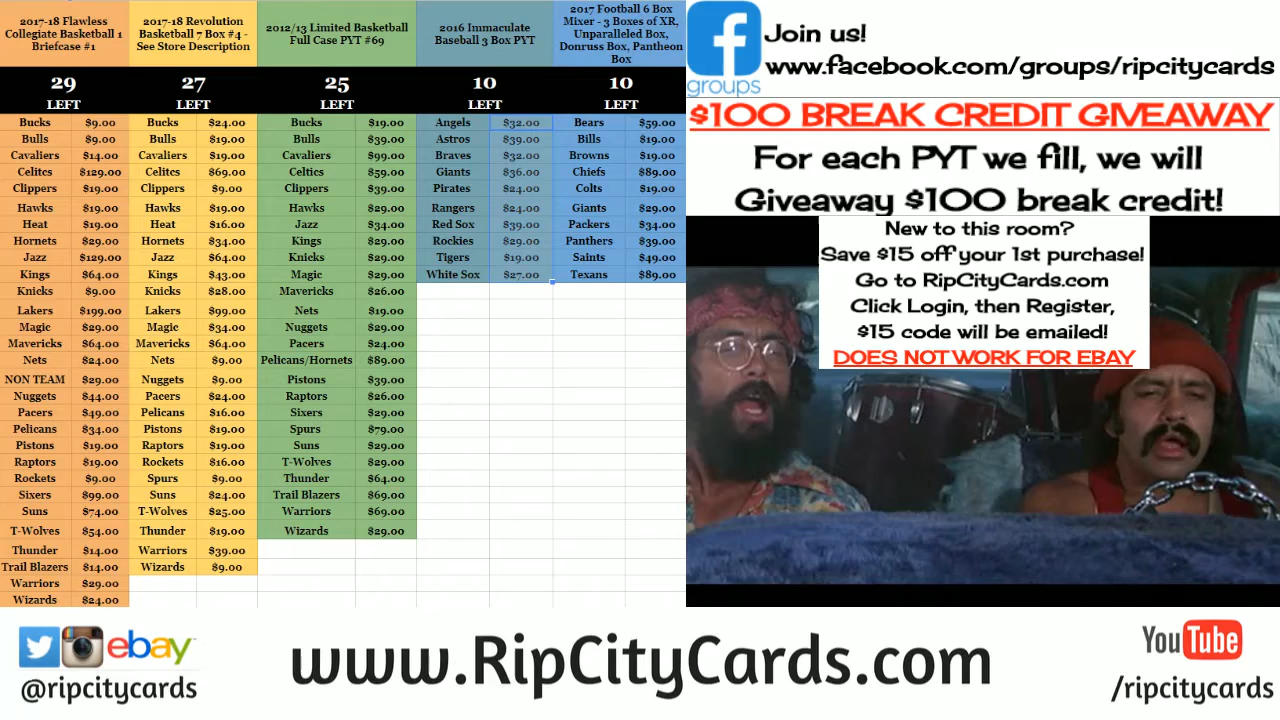 2017-18 Flawless
Collegiate Basketball 1
Briefcase #1
29
LEFT
Bucks $9.00
Bulls $9.00
Cavaliers $14.00
Celitcs $129.00
Clippers $19.00
Hawks $19.00
Heat $19.00
Hornets $29.00
Jazz $129.00
Kings $64.00
Knicks $9.00
Lakers $199.00
Magic $29.00
Mavericks $64.00
Nets $24.00
NON TEAM $29.00
Nuggets $44.00
Pacers $49.00
Pelicans $34.00
Pistons $19.00
Raptors $19.00
Rockets $9.00
Sixers $99.00
Suns $74.00
T-Wolves $54.00
Thunder $14.00
Trail Blazers $14.00
Warriors $29.00
Wizards $24.00
2017-18 Revolution
Basketball 7 Box #4 -
See Store Description
27
LEFT
Bucks $24.00
Bulls $19.00
Cavaliers $19.00
Celitcs $69.00
Clippers $9.00
Hawks $19.00
Heat $16.00
Hornets $34.00
Jazz $64.00
Kings $43.00
Knicks $28.00
Lakers $99.00
Magic $34.00
Mavericks $64.00
Nets $9.00
Nuggets $9.00
Pacers $24.00
Pelicans $16.00
Pistons $19.00
Raptors $19.00
Rockets $16.00
Spurs $9.00
Suns $24.00
T-Wolves $25.00
Thunder $19.00
Warriors $39.00
Wizards $9.00
2012/13 Limited Basketball
Full Case PYT #69
25
LEFT
Bucks $19.00
Bulls $39.00
Cavaliers $99.00
Celtics $59.00
Clippers $39.00
Hawks $29.00
Jazz $34.00
Kings $29.00
Knicks $29.00
Magic $29.00
Mavericks $26.00
Nets $19.00
Nuggets $29.00
Pacers $24.00
Pelicans/Hornets $89.00
Pistons $39.00
Raptors $26.00
Sixers $29.00
Spurs $79.00
Suns $29.00
T-Wolves $29.00
Thunder $64.00
Trail Blazers $69.00
Warriors $69.00
Wizards $29.00
2016 Immaculate
Baseball 3 Box PYT
10
LEFT
Angels $32.00
Astros $39.00
Braves $32.00
Giants $36.00
Pirates $24.00
Rangers $24.00
Red Sox $39.00
Rockies $29.00
Tigers $19.00
White Sox $27.00
2017 Football 6 Box
Mixer - 3 Boxes of XR,
Unparalleled Box,
Donruss Box, Pantheon
Box
10
LEFT
Bears $59.00
Bills $19.00
Browns $19.00
Chiefs $89.00
Colts $19.00
Giants $29.00
Packers $34.00
Panthers $39.00
Saints $49.00
Texans $89.00
groups
Join us!
www.facebook.com/groups/ripcitycards
$100 BREAK CREDIT GIVEAWAY
For each PYT we fill, we will
Giveaway $100 break credit!
New to this room?
Save $15 off your 1st purchase!
Go to RipCityCards.com
Click Login, then Register,
$15 code will be emailed!
DOES NOT WORK FOR EBAY
ebay
@ripcitycards
www.RipCityCards.com
YouTube
/ripcitycards